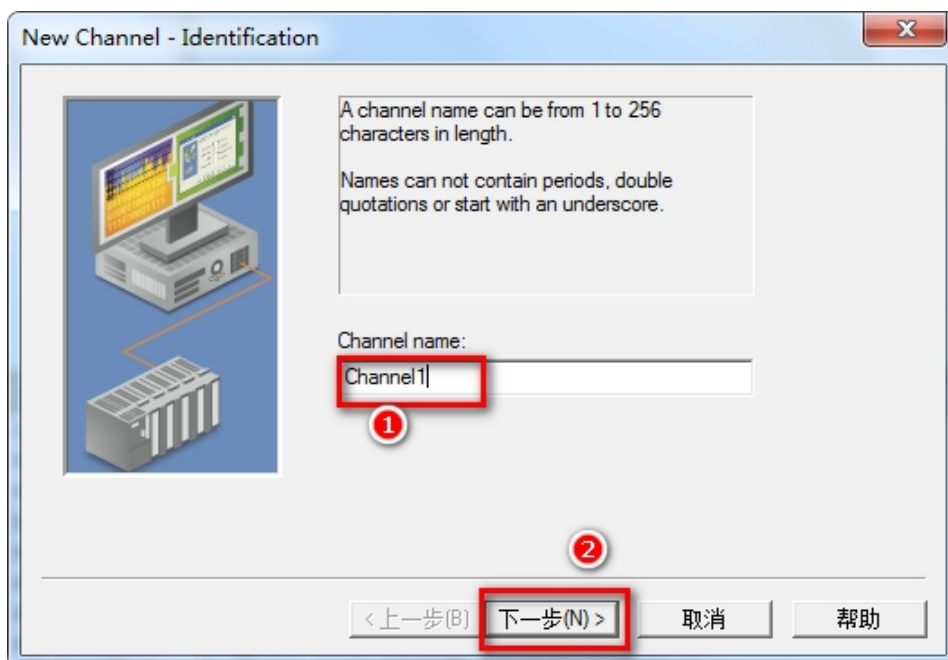 New Channel - Identification
A channel name can be from 1 to 256
characters in length.
Names can not contain periods, double
quotations or start with an underscore.
Channel name:
Channel1
1
2
<上一步(B) 下一步(N) > 取消 帮助